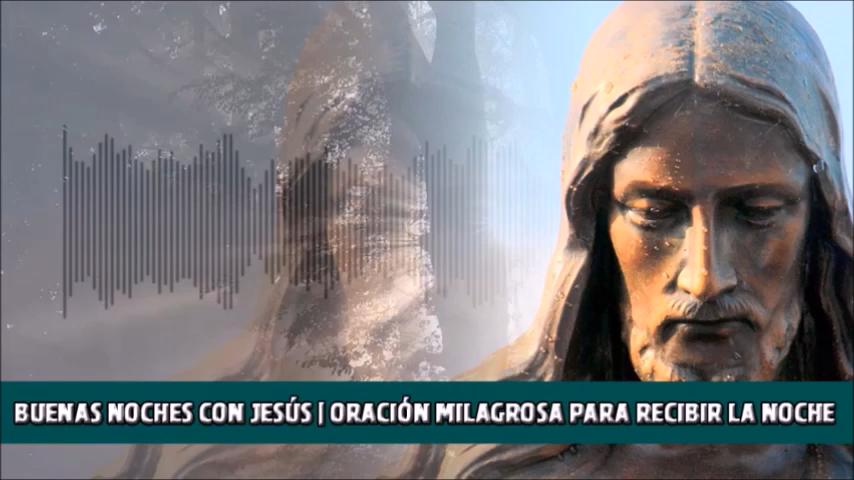 BUENAS NOCHES CON JESÚS | ORACIÓN MILAGROSA PARA RECIBIR LA NOCHE